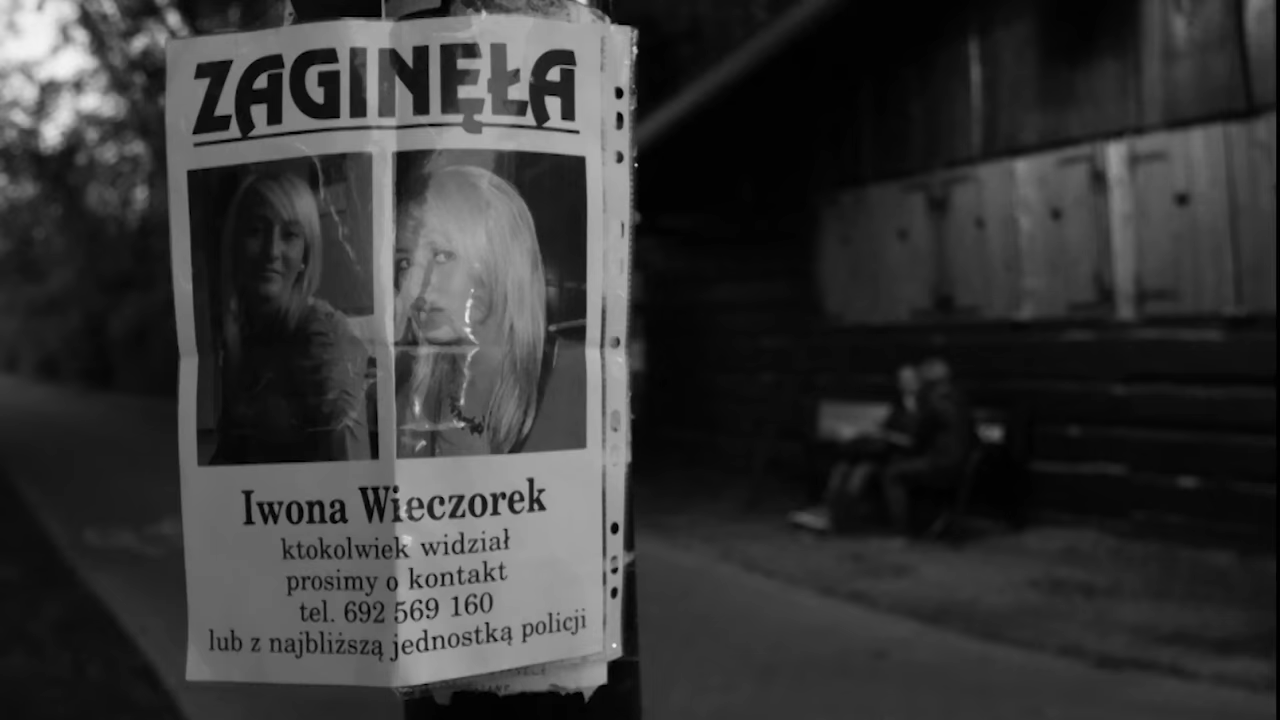 ZAGINĘŁA
Iwona Wieczorek
ktokolwiek widział
prosimy o kontakt
tel. 692 569 160
lub z najbliższą jednostką policji